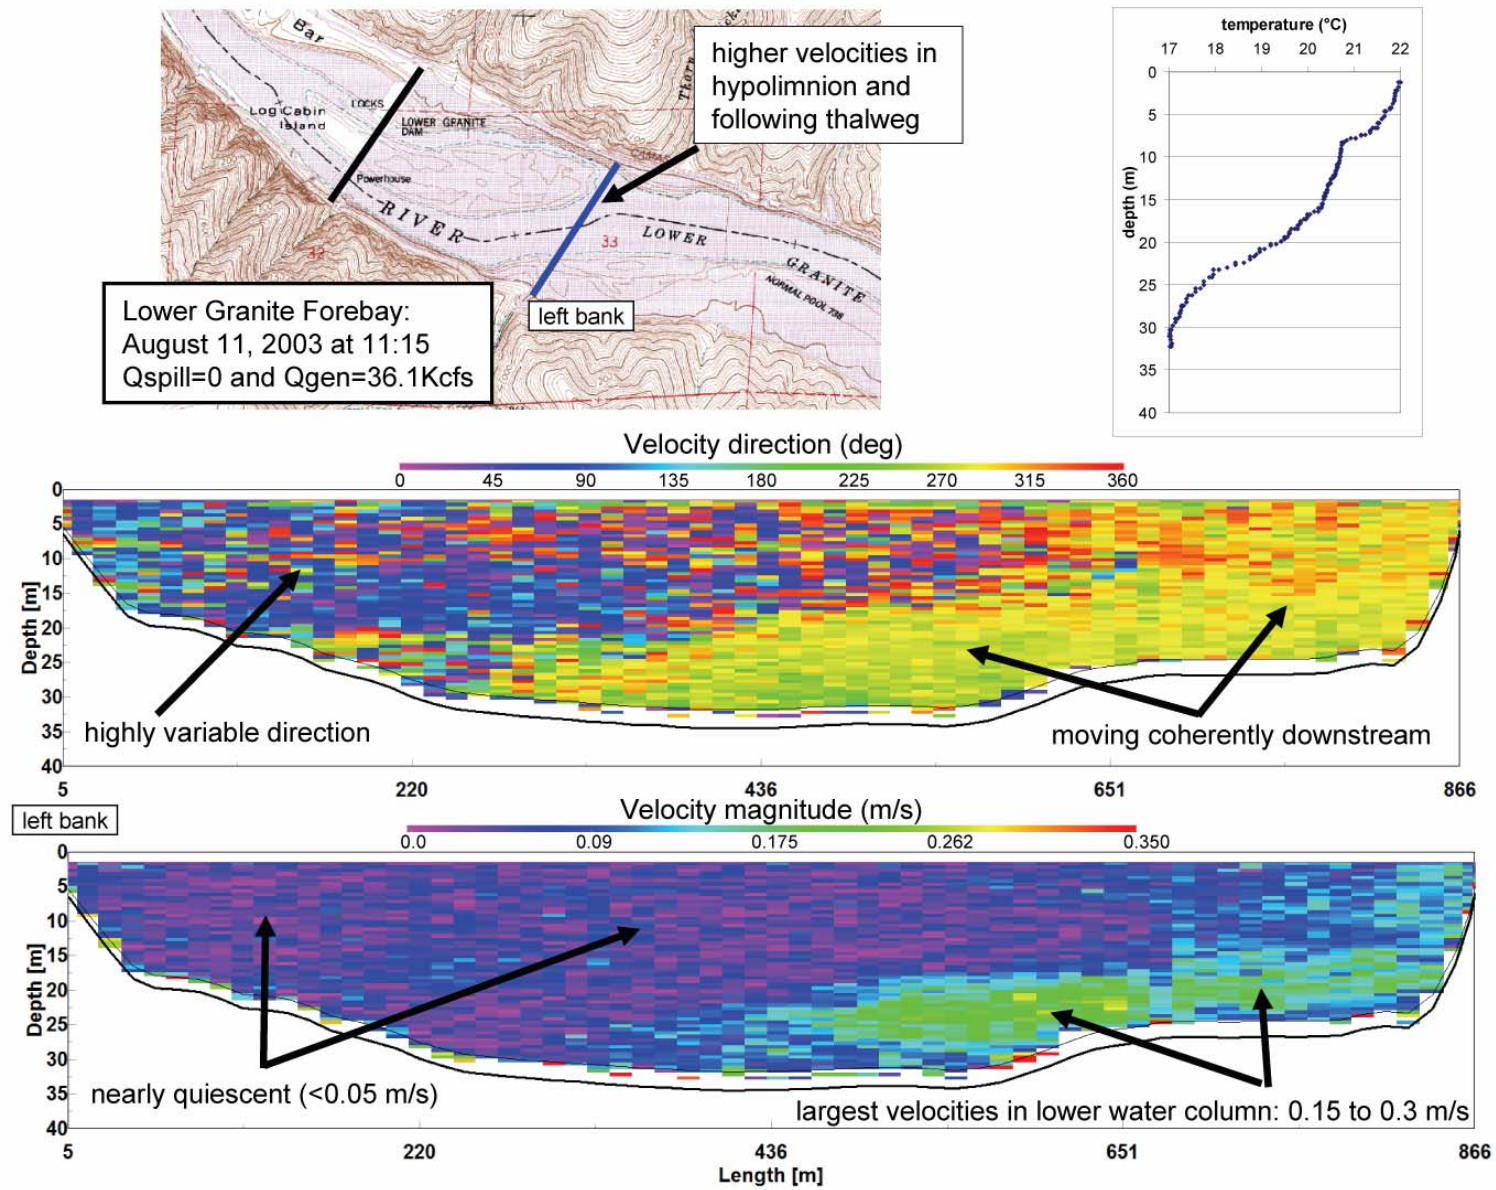 Bar
Log Cabin
Island
LOCKS
LOWER GRANITE
DAM
Powerhouse
RIVER
33
33
LOWER
GRANITE
NORMAL POOL 738
higher velocities in
hypolimnion and
following thalweg
left bank
Lower Granite Forebay:
August 11, 2003 at 11:15
Qspill=0 and Qgen=36.1Kcfs
temperature (°C)
17 18 19 20 21 22
depth (m)
0
5
10
15
20
25
30
35
40
Velocity direction (deg)
0 45 90 135 180 225 270 315 360
Depth [m]
0
5
10
15
20
25
30
35
40
highly variable direction
moving coherently downstream
5 220 436 651 866
left bank
Velocity magnitude (m/s)
0.0 0.09 0.175 0.262 0.350
Depth [m]
0
5
10
15
20
25
30
35
40
nearly quiescent (<0.05 m/s)
largest velocities in lower water column: 0.15 to 0.3 m/s
5 220 436 651 866
Length [m]